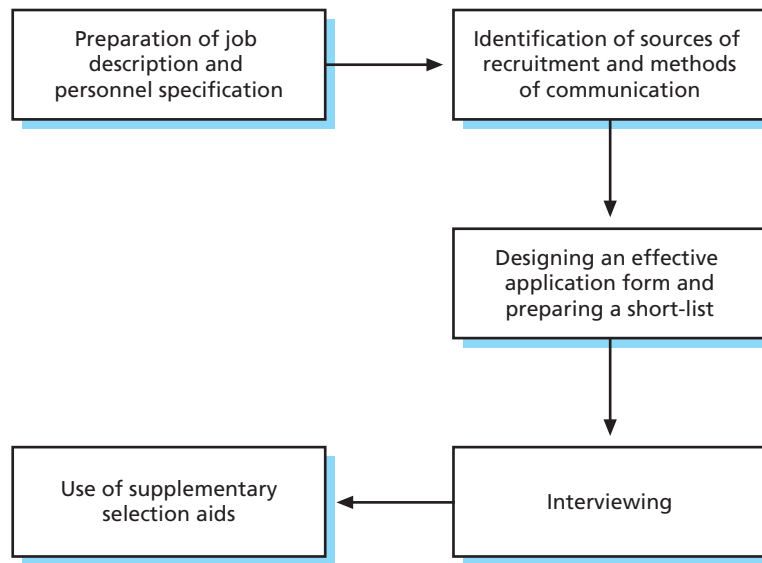 Preparation of job
description and
personnel specification
Identification of sources of
recruitment and methods
of communication
Designing an effective
application form and
preparing a short-list
Interviewing
Use of supplementary
selection aids